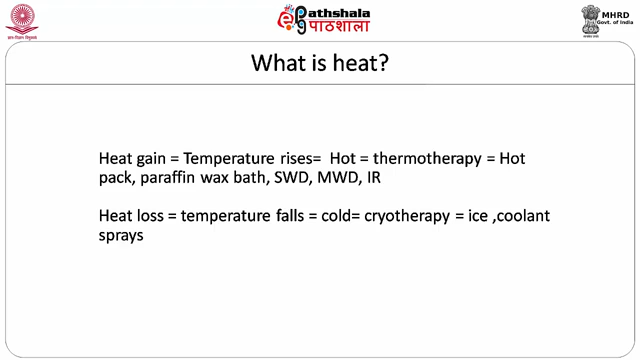 ePathshala
पाठशाला
MHRD
Govt. of India
What is heat?
Heat gain = Temperature rises=  Hot = thermotherapy = Hot
pack, paraffin wax bath, SWD, MWD, IR
Heat loss = temperature falls = cold= cryotherapy = ice ,coolant
sprays